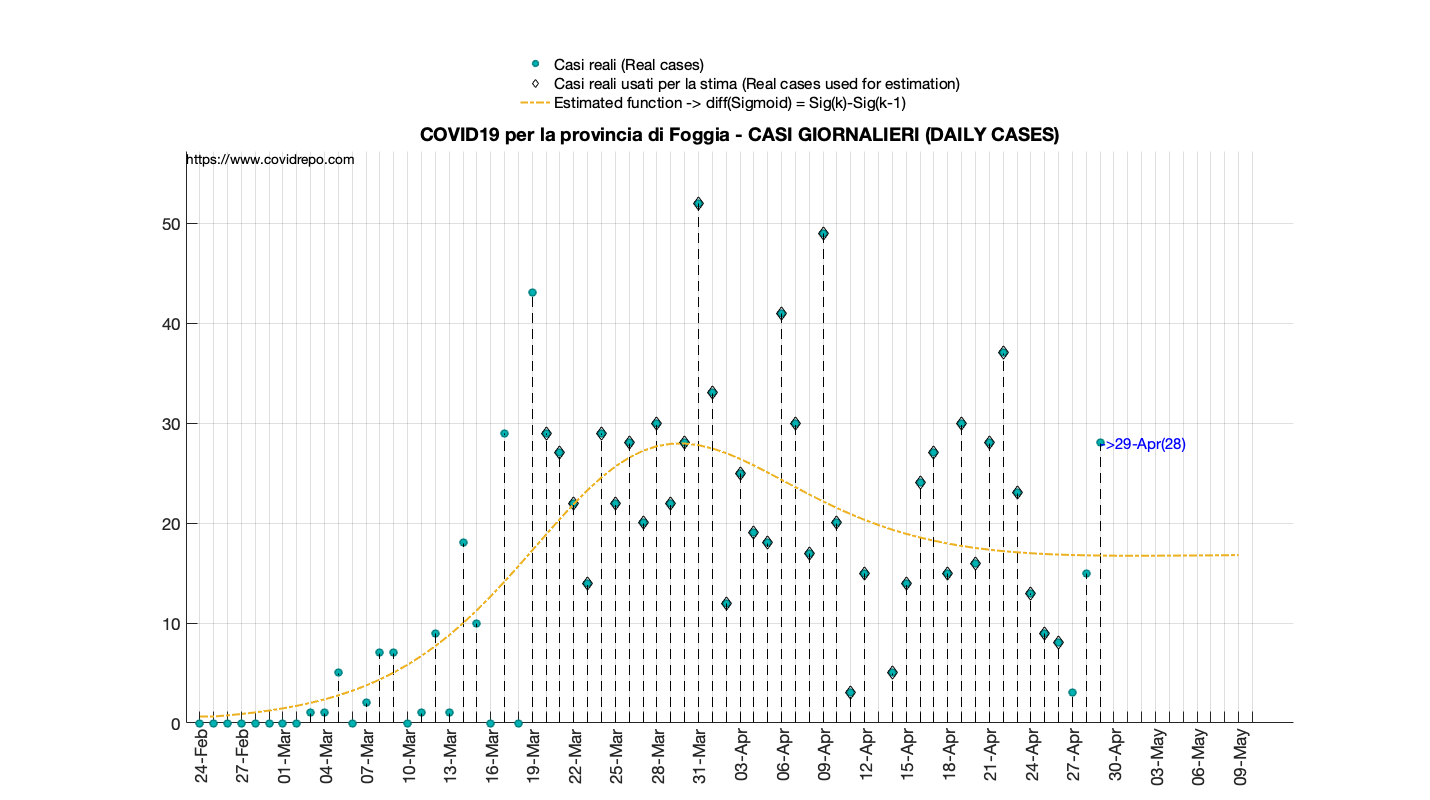 Casi reali (Real cases)
Casi reali usati per la stima (Real cases used for estimation)
Estimated function -> diff(Sigmoid) = Sig(k)-Sig(k-1)
COVID19 per la provincia di Foggia - CASI GIORNALIERI (DAILY CASES)
https://www.covidrepo.com
50
40
30
20
10
0
->29-Apr(28)
24-Feb
27-Feb
01-Mar
04-Mar
07-Mar
10-Mar
13-Mar
16-Mar
19-Mar
22-Mar
25-Mar
28-Mar
31-Mar
03-Apr
06-Apr
09-Apr
12-Apr
15-Apr
18-Apr
21-Apr
24-Apr
27-Apr
30-Apr
03-May
06-May
09-May